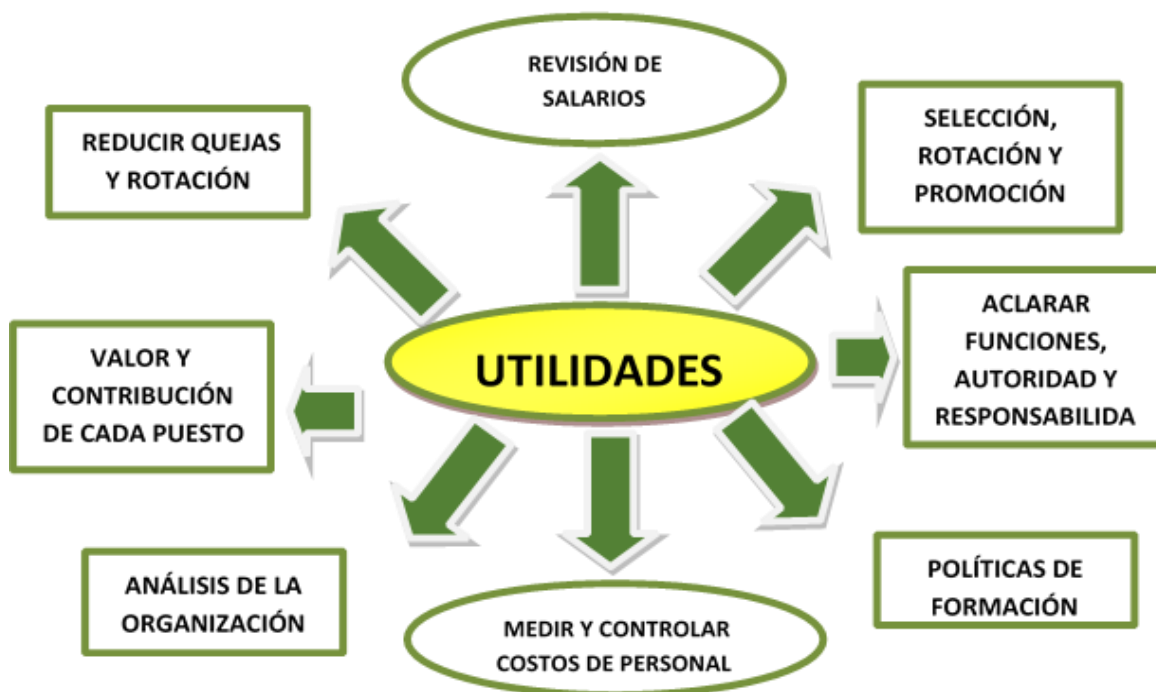 REVISIÓN DE
SALARIOS
REDUCIR QUEJAS
Y ROTACIÓN
SELECCIÓN,
ROTACIÓN Y
PROMOCIÓN
VALOR Y
CONTRIBUCIÓN
DE CADA PUESTO
UTILIDADES
ACLARAR
FUNCIONES,
AUTORIDAD Y
RESPONSABILIDA
ANÁLISIS DE LA
ORGANIZACIÓN
MEDIR Y CONTROLAR
COSTOS DE PERSONAL
POLÍTICAS DE
FORMACIÓN